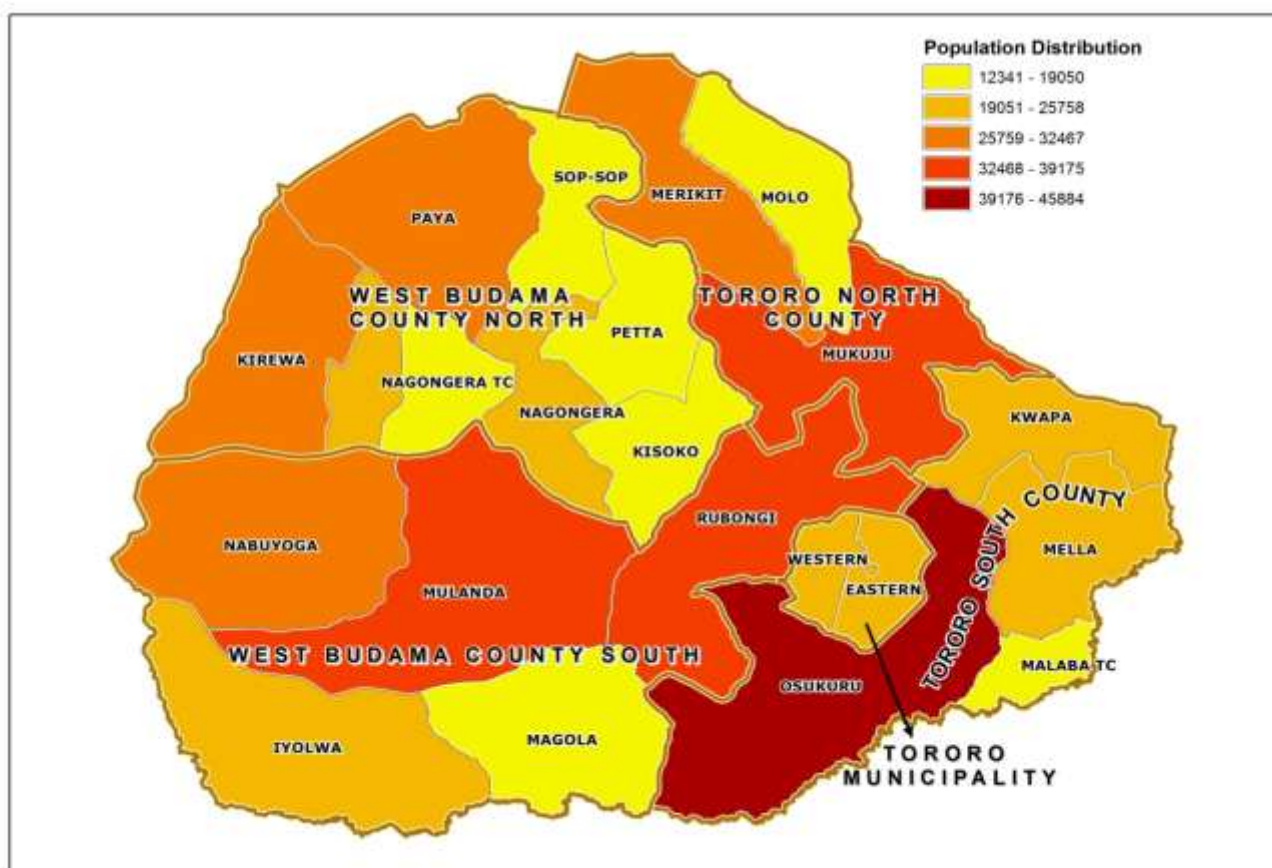 Population Distribution
12341 - 19050
19051 - 25758
25759 - 32467
32468 - 39175
39176 - 45884
SOP-SOP
MERIKIT
MOLO
PAYA
WEST BUDAMA
COUNTY NORTH
TORORO NORTH
COUNTY
PETTA
MUKUJU
KIREWA
NAGONGERA TC
NAGONGERA
KWAPA
KISOKO
RUBONGI
TORORO SOUTH COUNTY
NABUYOGA
WESTERN
EASTERN
MELLA
MULANDA
WEST BUDAMA COUNTY SOUTH
MALABA TC
OSUKURU
IYOLWA
MAGOLA
TORORO
MUNICIPALITY